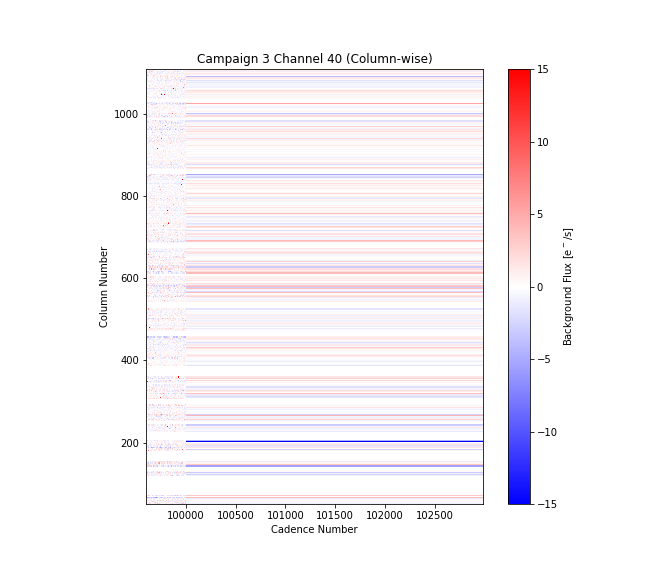 Campaign 3 Channel 40 (Column-wise)
1000
800
600
400
200
Column Number
100000 100500 101000 101500 102000 102500
Cadence Number
15
10
5
0
−5
−10
−15
Background Flux [e⁻/s]